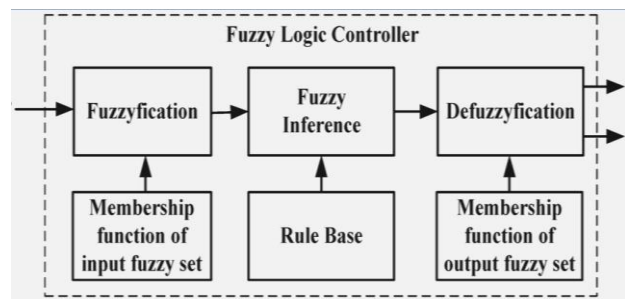 Fuzzy Logic Controller
Fuzzyfication
Fuzzy
Inference
Defuzzyfication
Membership
function of
input fuzzy set
Rule Base
Membership
function of
output fuzzy set